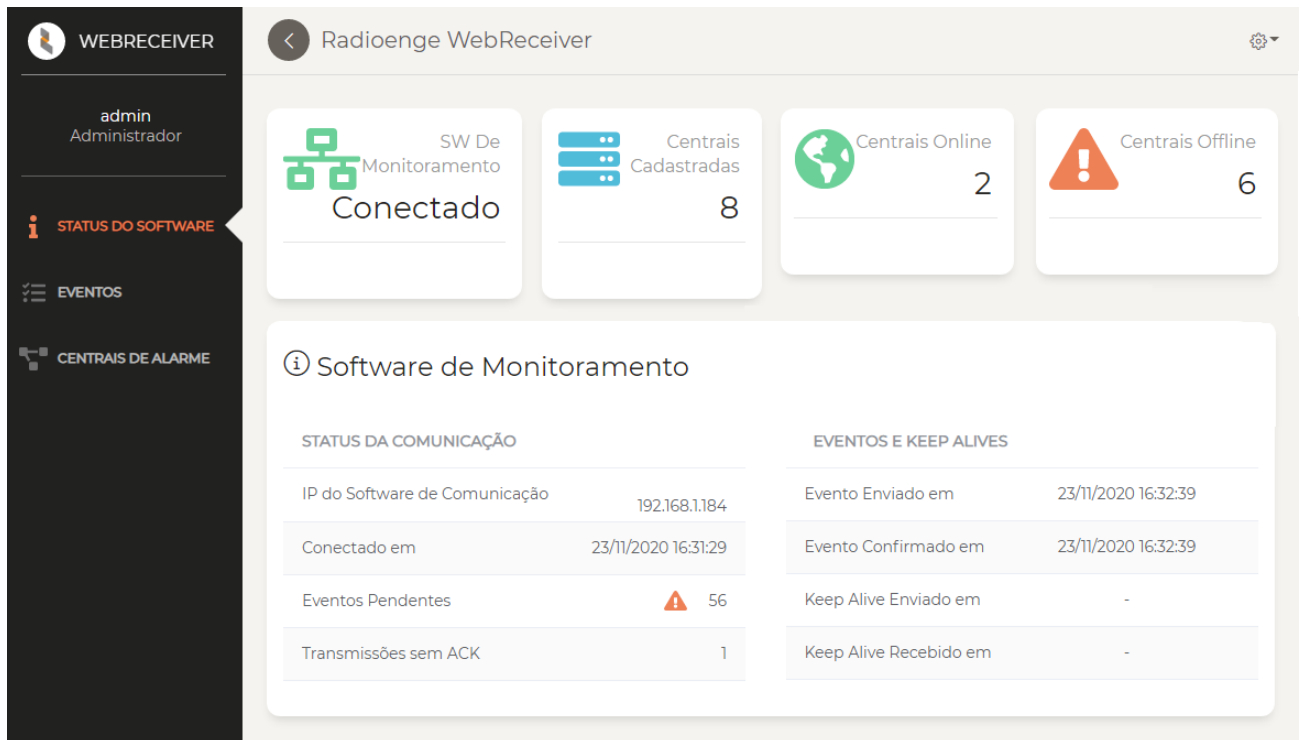 WEBRECEIVER
admin
Administrador
STATUS DO SOFTWARE
EVENTOS
CENTRAIS DE ALARME
Radioenge WebReceiver
SW De
Monitoramento
Conectado
Centrais
Cadastradas
8
Centrais Online
2
Centrais Offline
6
Software de Monitoramento
STATUS DA COMUNICAÇÃO
IP do Software de Comunicação 192.168.1.184
Conectado em 23/11/2020 16:31:29
Eventos Pendentes 56
Transmissões sem ACK 1
EVENTOS E KEEP ALIVES
Evento Enviado em 23/11/2020 16:32:39
Evento Confirmado em 23/11/2020 16:32:39
Keep Alive Enviado em -
Keep Alive Recebido em -